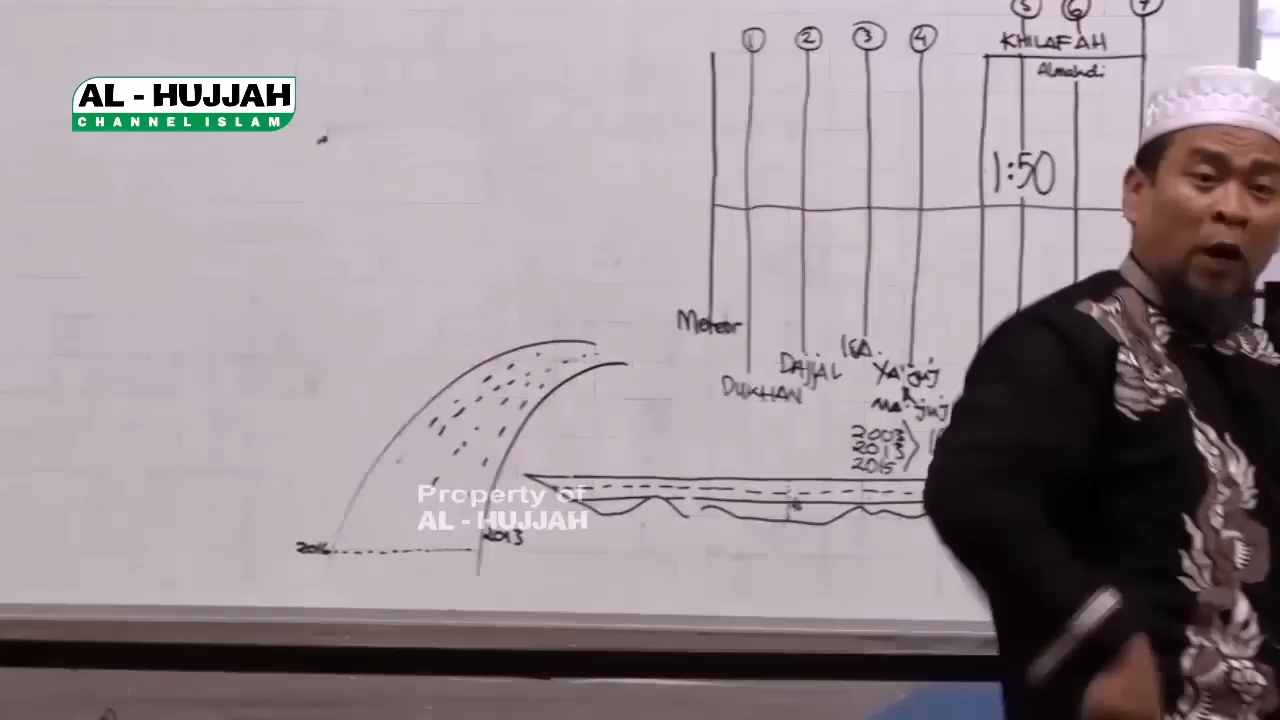 AL - HUJJAH
CHANNEL ISLAM
1 2 3 4 5 6 7
KHILAFAH
Almahdi
1:50
Meteor
DUKHAN
DAJJAL
ISA
YA'juj
&
MA'juj
2003
2013
2015
Property of
AL - HUJJAH
2013